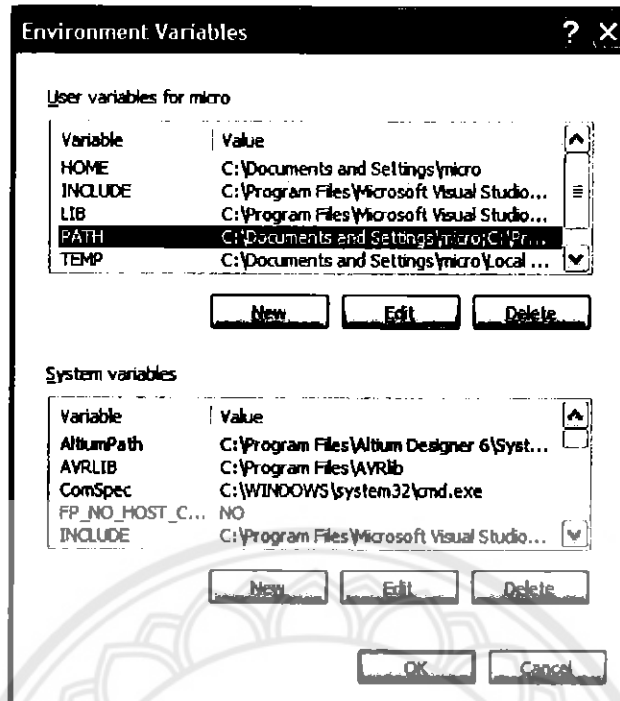 Environment Variables
User variables for micro
Variable Value
HOME C:\Documents and Settings\micro
INCLUDE C:\Program Files\Microsoft Visual Studio...
LIB C:\Program Files\Microsoft Visual Studio...
PATH C:\Documents and Settings\micro;C:\Pr...
TEMP C:\Documents and Settings\micro\Local ...
New Edit Delete
System variables
Variable Value
AltiumPath C:\Program Files\Altium Designer 6\Syst...
AVRLIB C:\Program Files\AVRlib
ComSpec C:\WINDOWS\system32\cmd.exe
FP_NO_HOST_C... NO
INCLUDE C:\Program Files\Microsoft Visual Studio...
New Edit Delete
OK Cancel